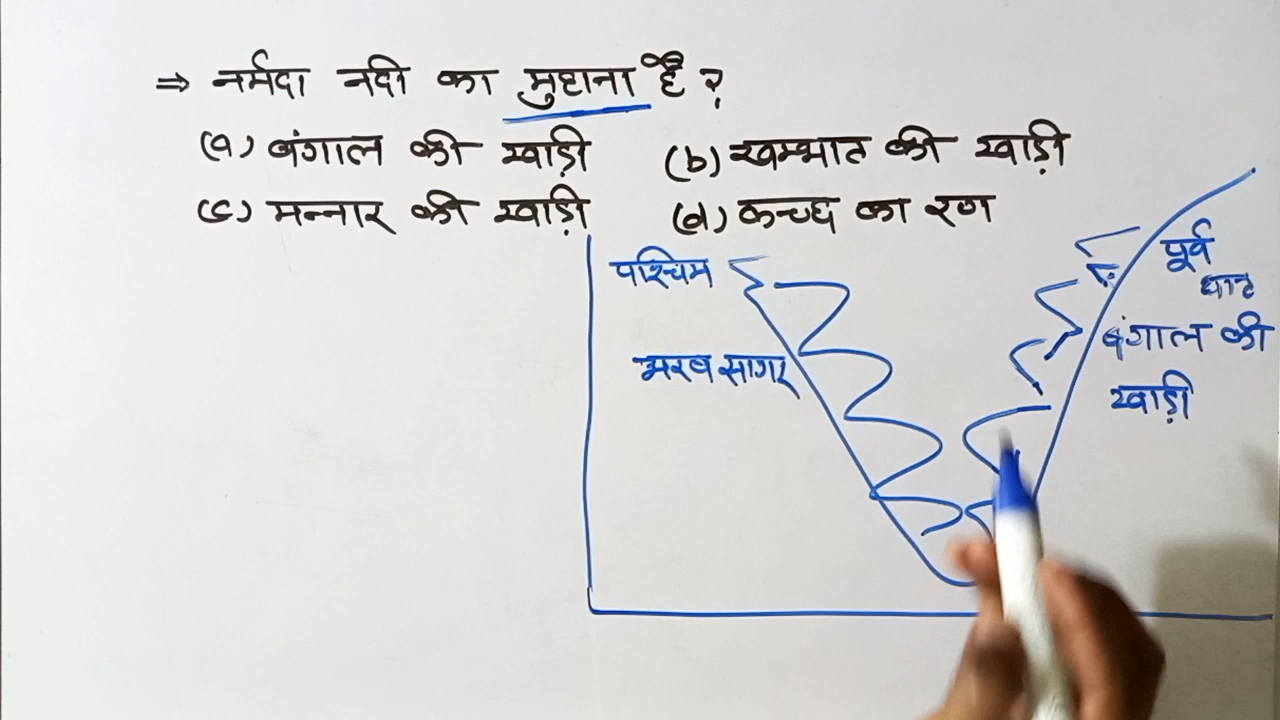 ⇒ नर्मदा नदी का मुहाना है ?
(a) बंगाल की खाड़ी (b) खम्भात की खाड़ी
(c) मन्नार की खाड़ी (d) कच्छ का रण
पश्चिम
अरब सागर
पूर्व
घाट
बंगाल की
खाड़ी